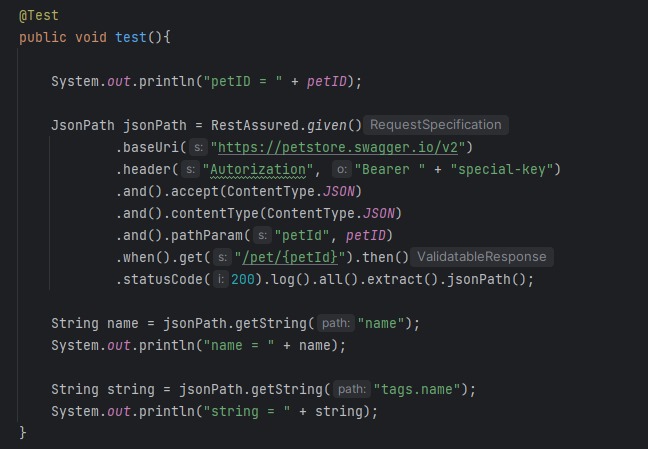 @Test
public void test(){
System.out.println("petID = " + petID);
JsonPath jsonPath = RestAssured.given() RequestSpecification
.baseUri( s: "https://petstore.swagger.io/v2")
.header( s: "Autorization", o: "Bearer " + "special-key")
.and().accept(ContentType.JSON)
.and().contentType(ContentType.JSON)
.and().pathParam( s: "petId", petID)
.when().get( s: "/pet/{petId}").then() ValidatableResponse
.statusCode( i: 200).log().all().extract().jsonPath();
String name = jsonPath.getString( path: "name");
System.out.println("name = " + name);
String string = jsonPath.getString( path: "tags.name");
System.out.println("string = " + string);
}